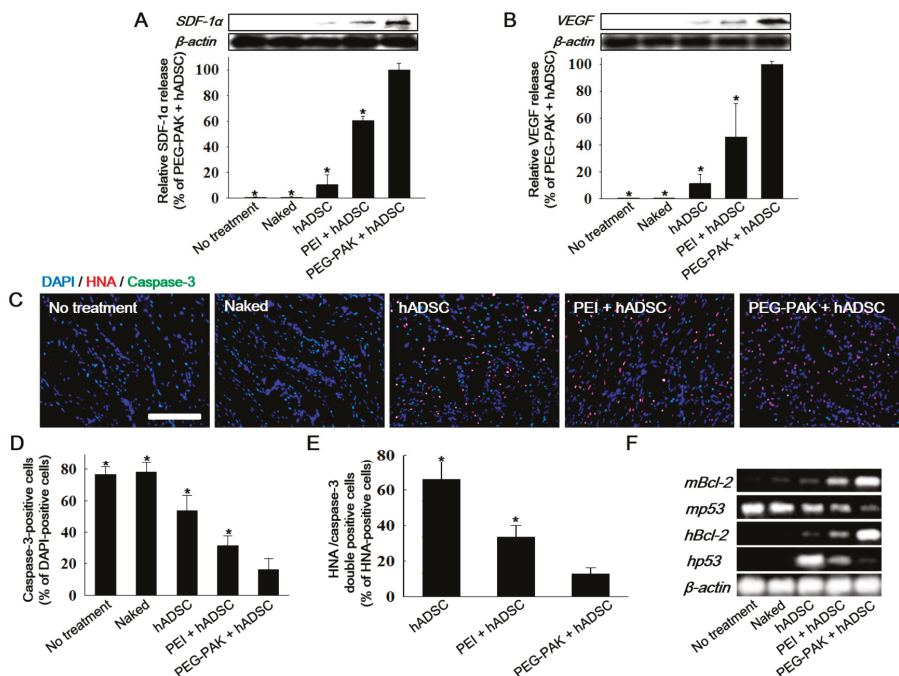 A
SDF-1α
β-actin
Relative SDF-1α release
(% of PEG-PAK + hADSC)
100
80
60
40
20
0
* * * *
No treatment
Naked
hADSC
PEI + hADSC
PEG-PAK + hADSC
B
VEGF
β-actin
Relative VEGF release
(% of PEG-PAK + hADSC)
100
80
60
40
20
0
* * * *
No treatment
Naked
hADSC
PEI + hADSC
PEG-PAK + hADSC
DAPI / HNA / Caspase-3
C
No treatment
Naked
hADSC
PEI + hADSC
PEG-PAK + hADSC
D
Caspase-3-positive cells
(% of DAPI-positive cells)
80
60
40
20
0
* * * *
No treatment
Naked
hADSC
PEI + hADSC
PEG-PAK + hADSC
E
HNA /caspase-3
double positive cells
(% of HNA-positive cells)
80
60
40
20
0
* *
hADSC
PEI + hADSC
PEG-PAK + hADSC
F
mBcl-2
mp53
hBcl-2
hp53
β-actin
No treatment
Naked
hADSC
PEI + hADSC
PEG-PAK + hADSC